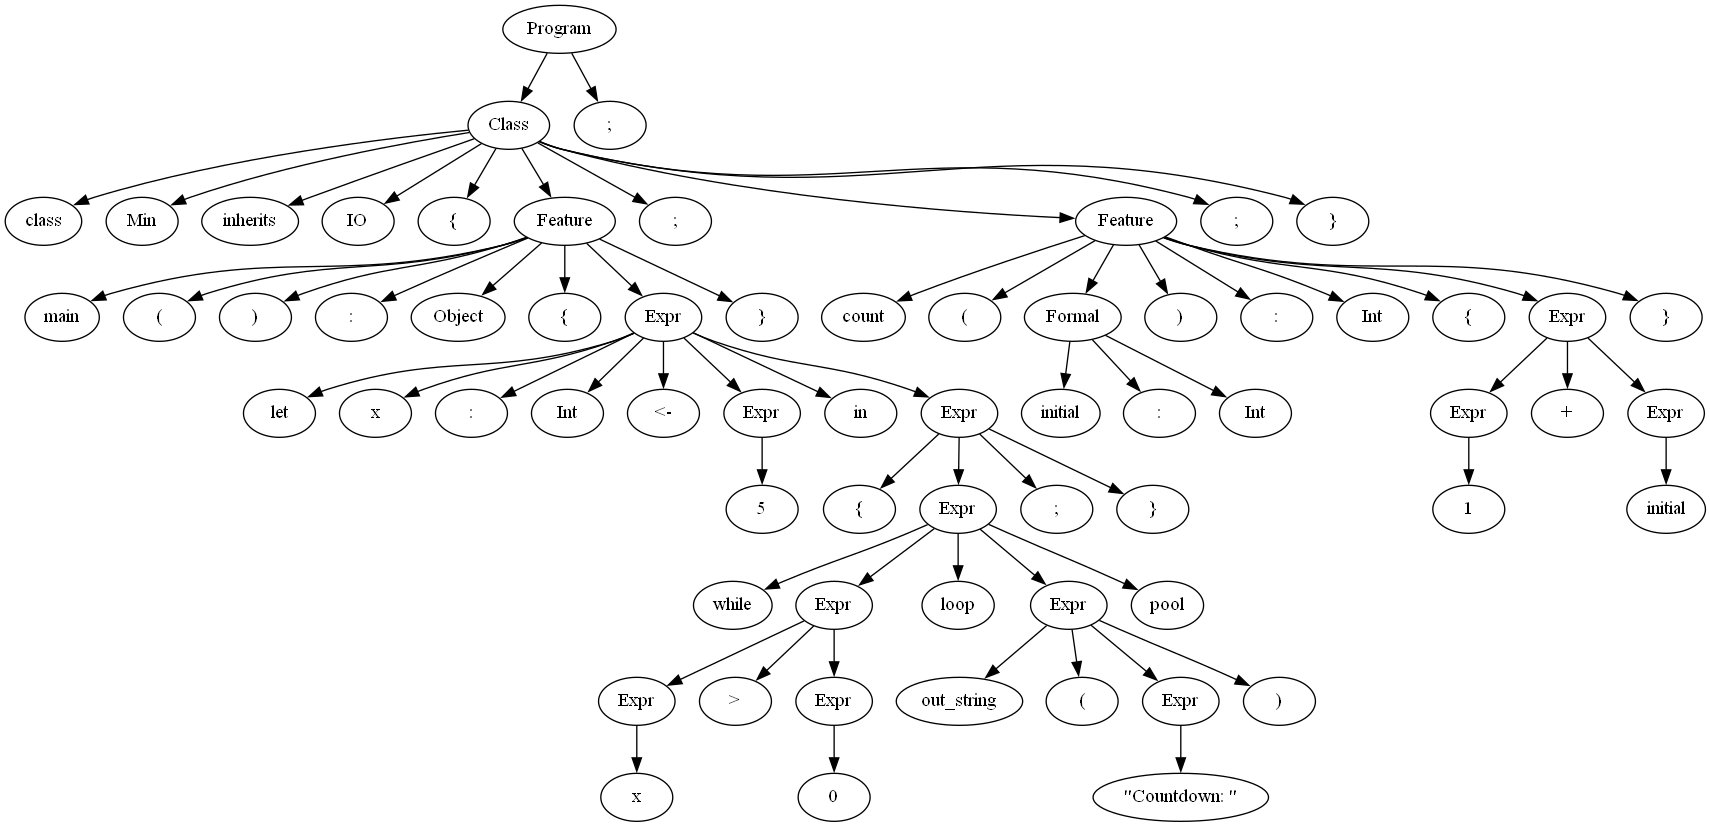 Program
Class ;
class Min inherits IO { Feature ; Feature ; }
main ( ) : Object { Expr } count ( Formal ) : Int { Expr }
let x : Int <- Expr in Expr initial : Int Expr + Expr
5 { Expr ; } 1 initial
while Expr loop Expr pool
Expr > Expr out_string ( Expr )
x 0 "Countdown: "